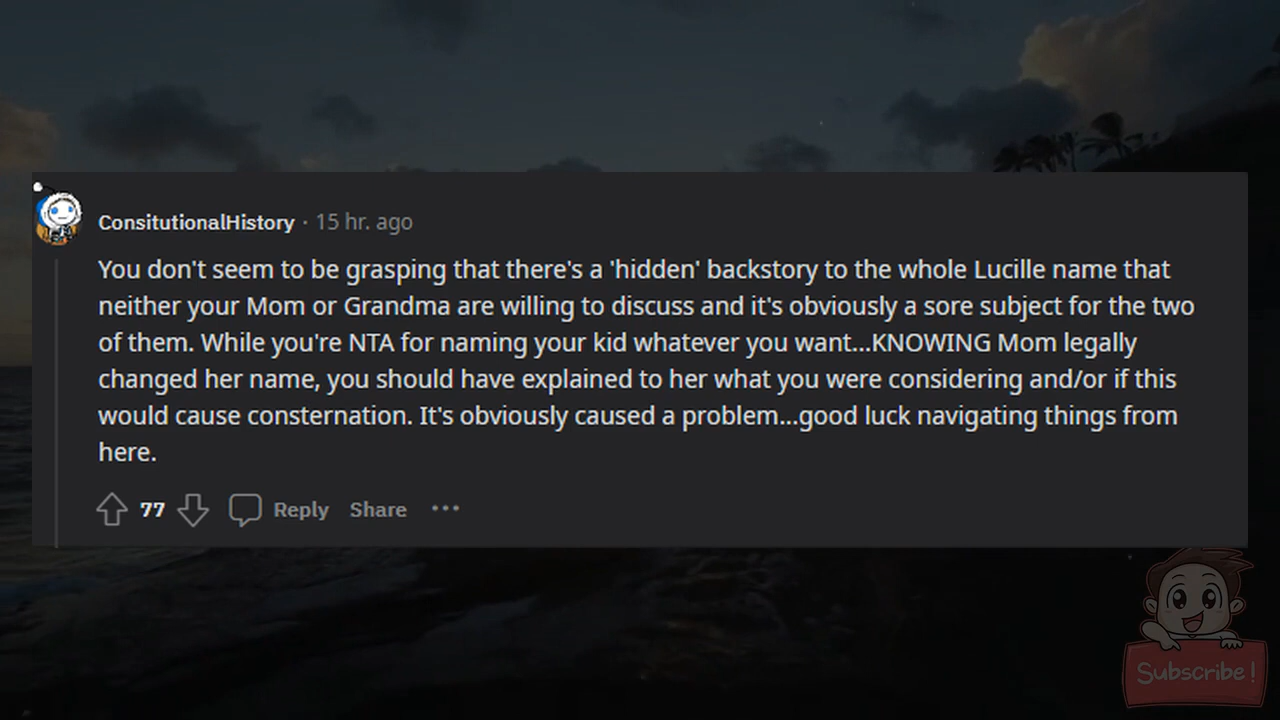 ConsitutionalHistory · 15 hr. ago
You don't seem to be grasping that there's a 'hidden' backstory to the whole Lucille name that
neither your Mom or Grandma are willing to discuss and it's obviously a sore subject for the two
of them. While you're NTA for naming your kid whatever you want...KNOWING Mom legally
changed her name, you should have explained to her what you were considering and/or if this
would cause consternation. It's obviously caused a problem...good luck navigating things from
here.
77 Reply Share ···
Subscribe!